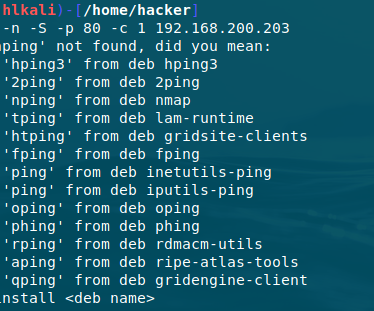 hlkali)-[/home/hacker]
-n -S -p 80 -c 1 192.168.200.203
ping' not found, did you mean:
'hping3' from deb hping3
'2ping' from deb 2ping
'nping' from deb nmap
'tping' from deb lam-runtime
'htping' from deb gridsite-clients
'fping' from deb fping
'ping' from deb inetutils-ping
'ping' from deb iputils-ping
'oping' from deb oping
'phing' from deb phing
'rping' from deb rdmacm-utils
'aping' from deb ripe-atlas-tools
'qping' from deb gridengine-client
install <deb name>